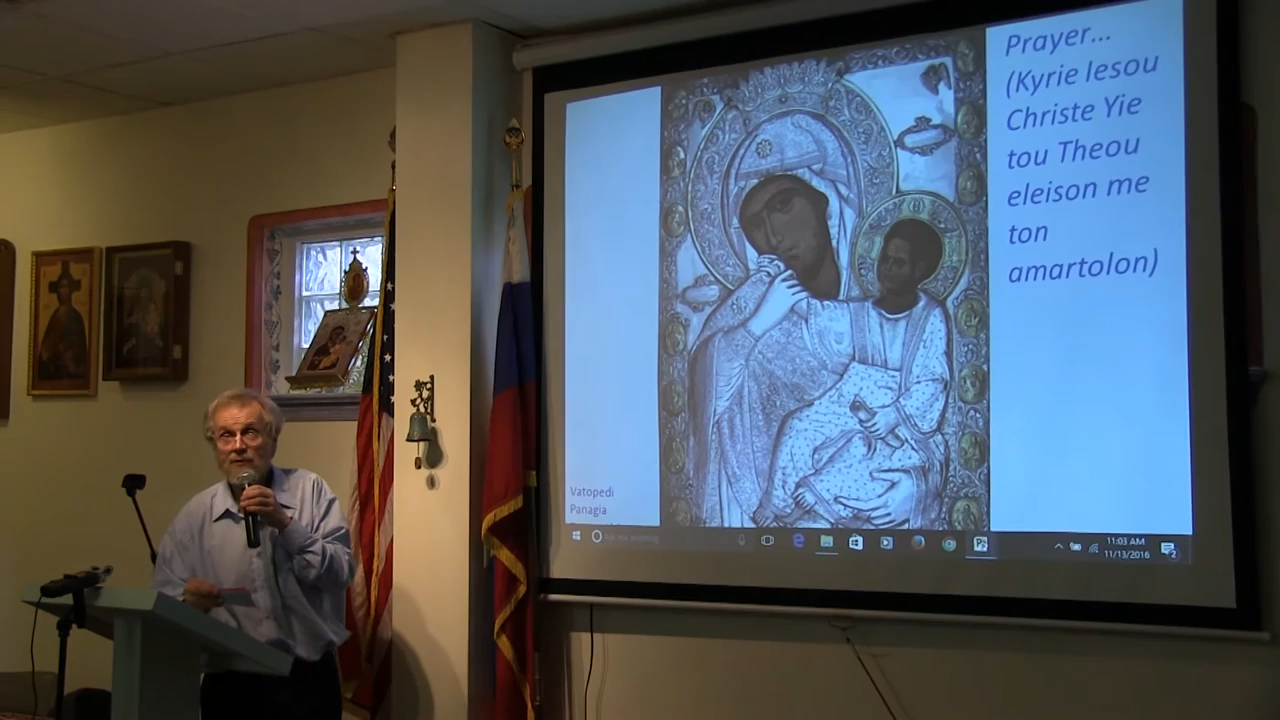 Prayer...
(Kyrie Iesou
Christe Yie
tou Theou
eleison me
ton
amartolon)
Vatopedi
Panagia
11:03 AM
11/13/2016
2